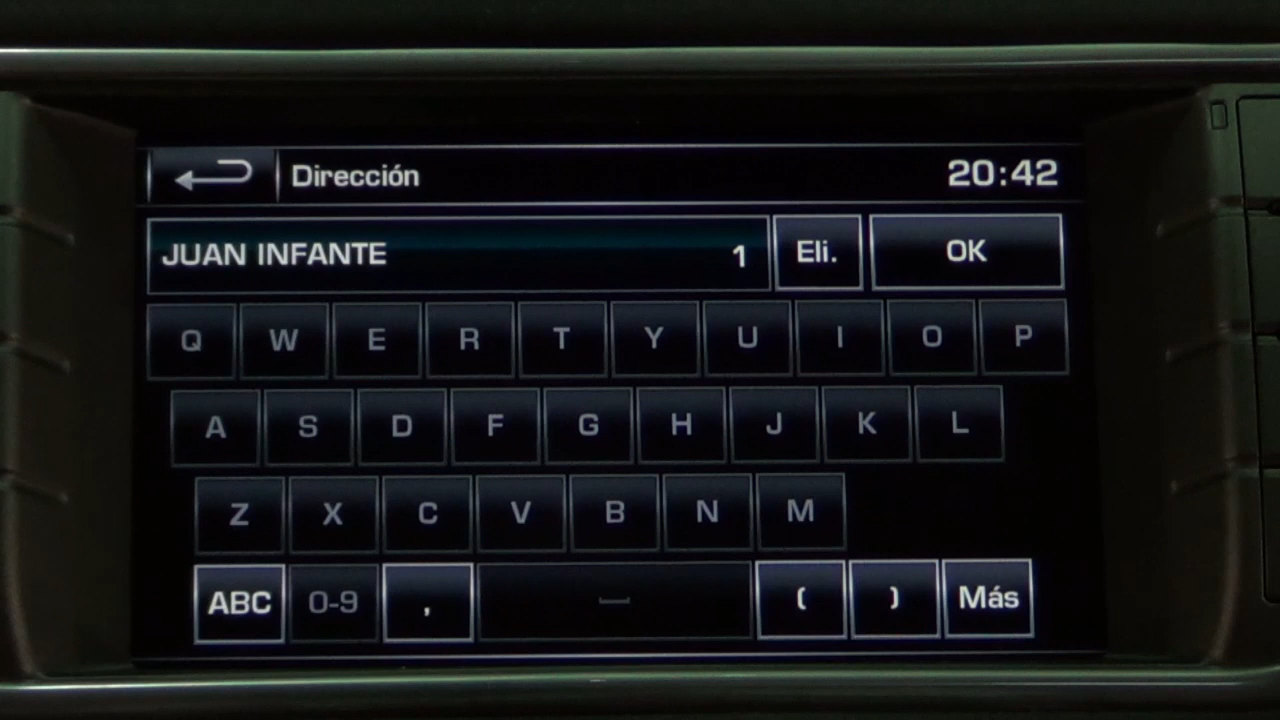 Dirección 20:42
JUAN INFANTE 1 Eli. OK
Q W E R T Y U I O P
A S D F G H J K L
Z X C V B N M
ABC 0-9 , ( ) Más